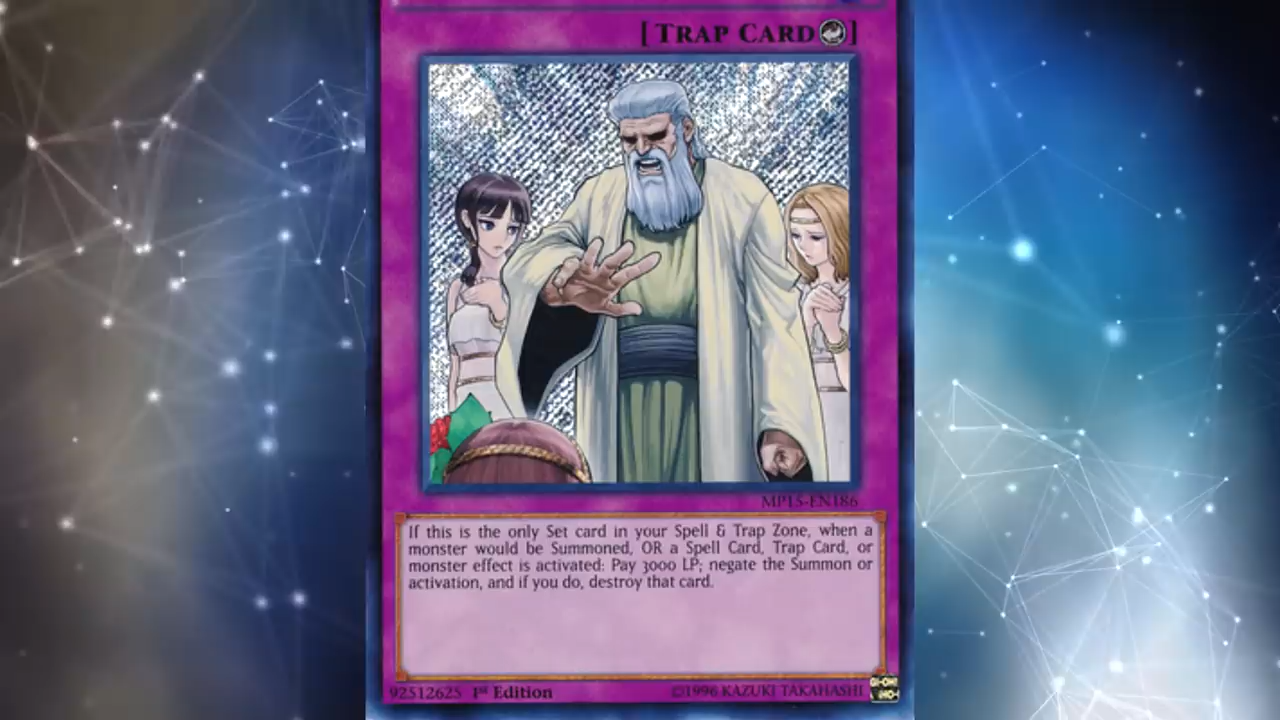 [TRAP CARD]
MP15-EN186
If this is the only Set card in your Spell & Trap Zone, when a
monster would be Summoned, OR a Spell Card, Trap Card, or
monster effect is activated: Pay 3000 LP; negate the Summon or
activation, and if you do, destroy that card.
92512625 1st Edition ©1996 KAZUKI TAKAHASHI